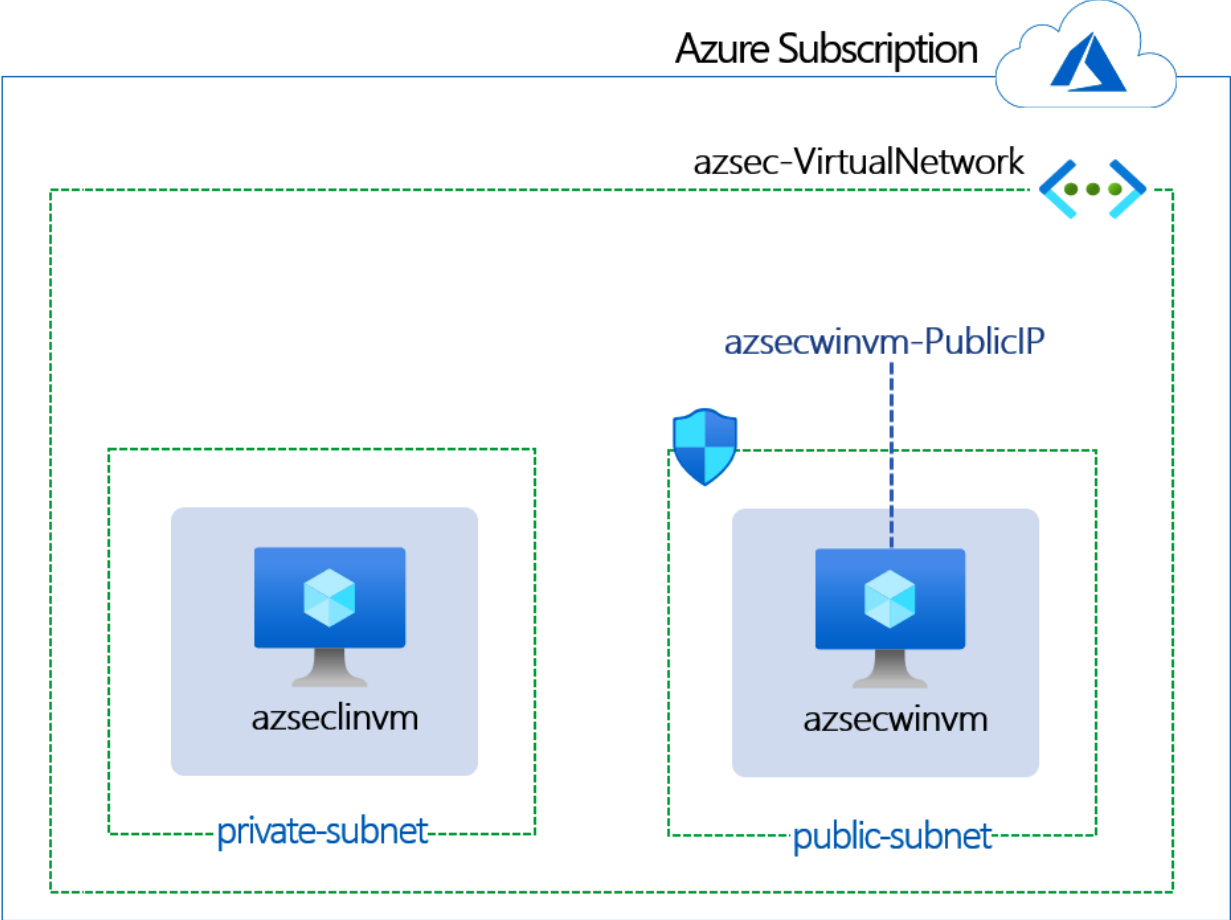 Azure Subscription
azsec-VirtualNetwork
azsecwinvm-PublicIP
azseclinvm
azsecwinvm
private-subnet
public-subnet